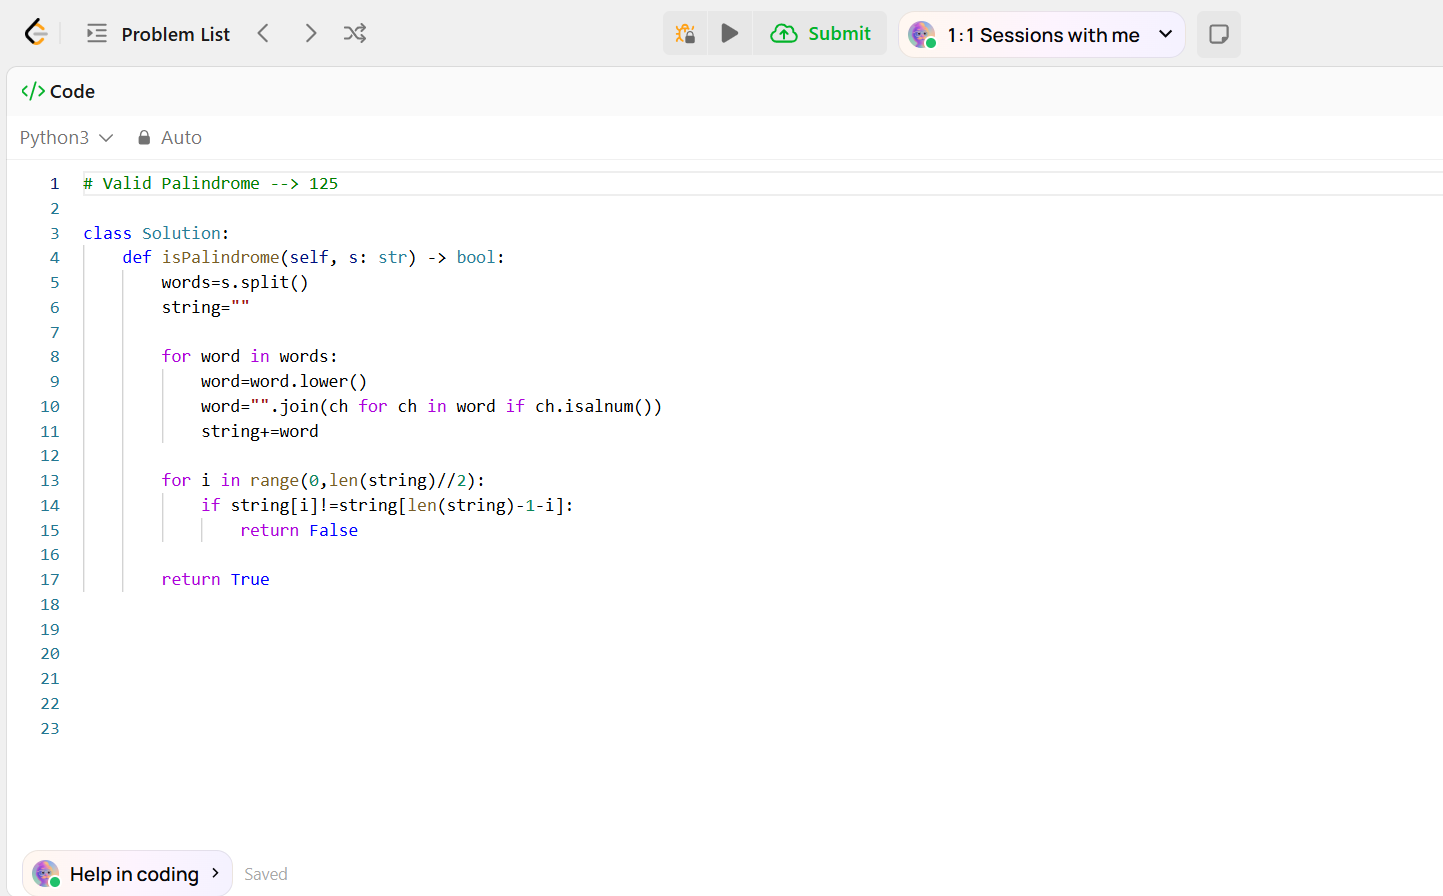 Problem List
Submit
1:1 Sessions with me
</> Code
Python3
Auto
1 # Valid Palindrome --> 125
2
3 class Solution:
4     def isPalindrome(self, s: str) -> bool:
5         words=s.split()
6         string=""
7
8         for word in words:
9             word=word.lower()
10             word="".join(ch for ch in word if ch.isalnum())
11             string+=word
12
13         for i in range(0,len(string)//2):
14             if string[i]!=string[len(string)-1-i]:
15                 return False
16
17         return True
18
19
20
21
22
23
Help in coding
Saved